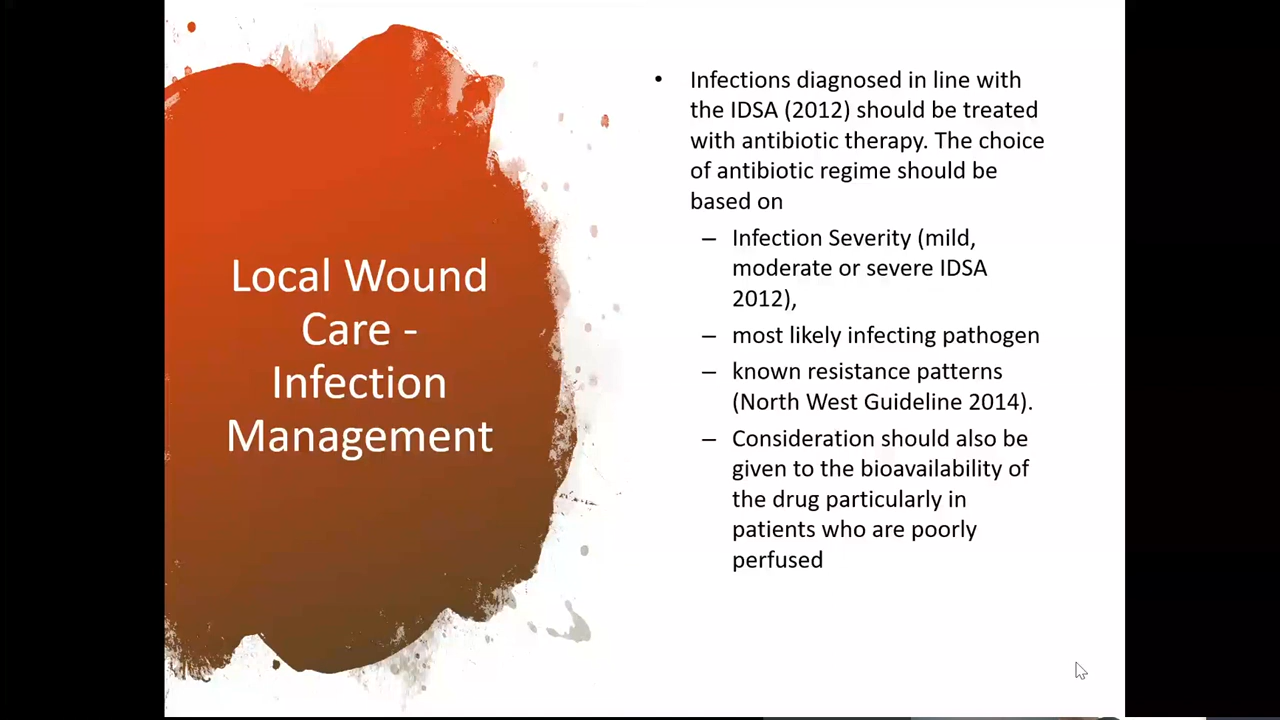 Local Wound
Care -
Infection
Management
• Infections diagnosed in line with
the IDSA (2012) should be treated
with antibiotic therapy. The choice
of antibiotic regime should be
based on
– Infection Severity (mild,
moderate or severe IDSA
2012),
– most likely infecting pathogen
– known resistance patterns
(North West Guideline 2014).
– Consideration should also be
given to the bioavailability of
the drug particularly in
patients who are poorly
perfused